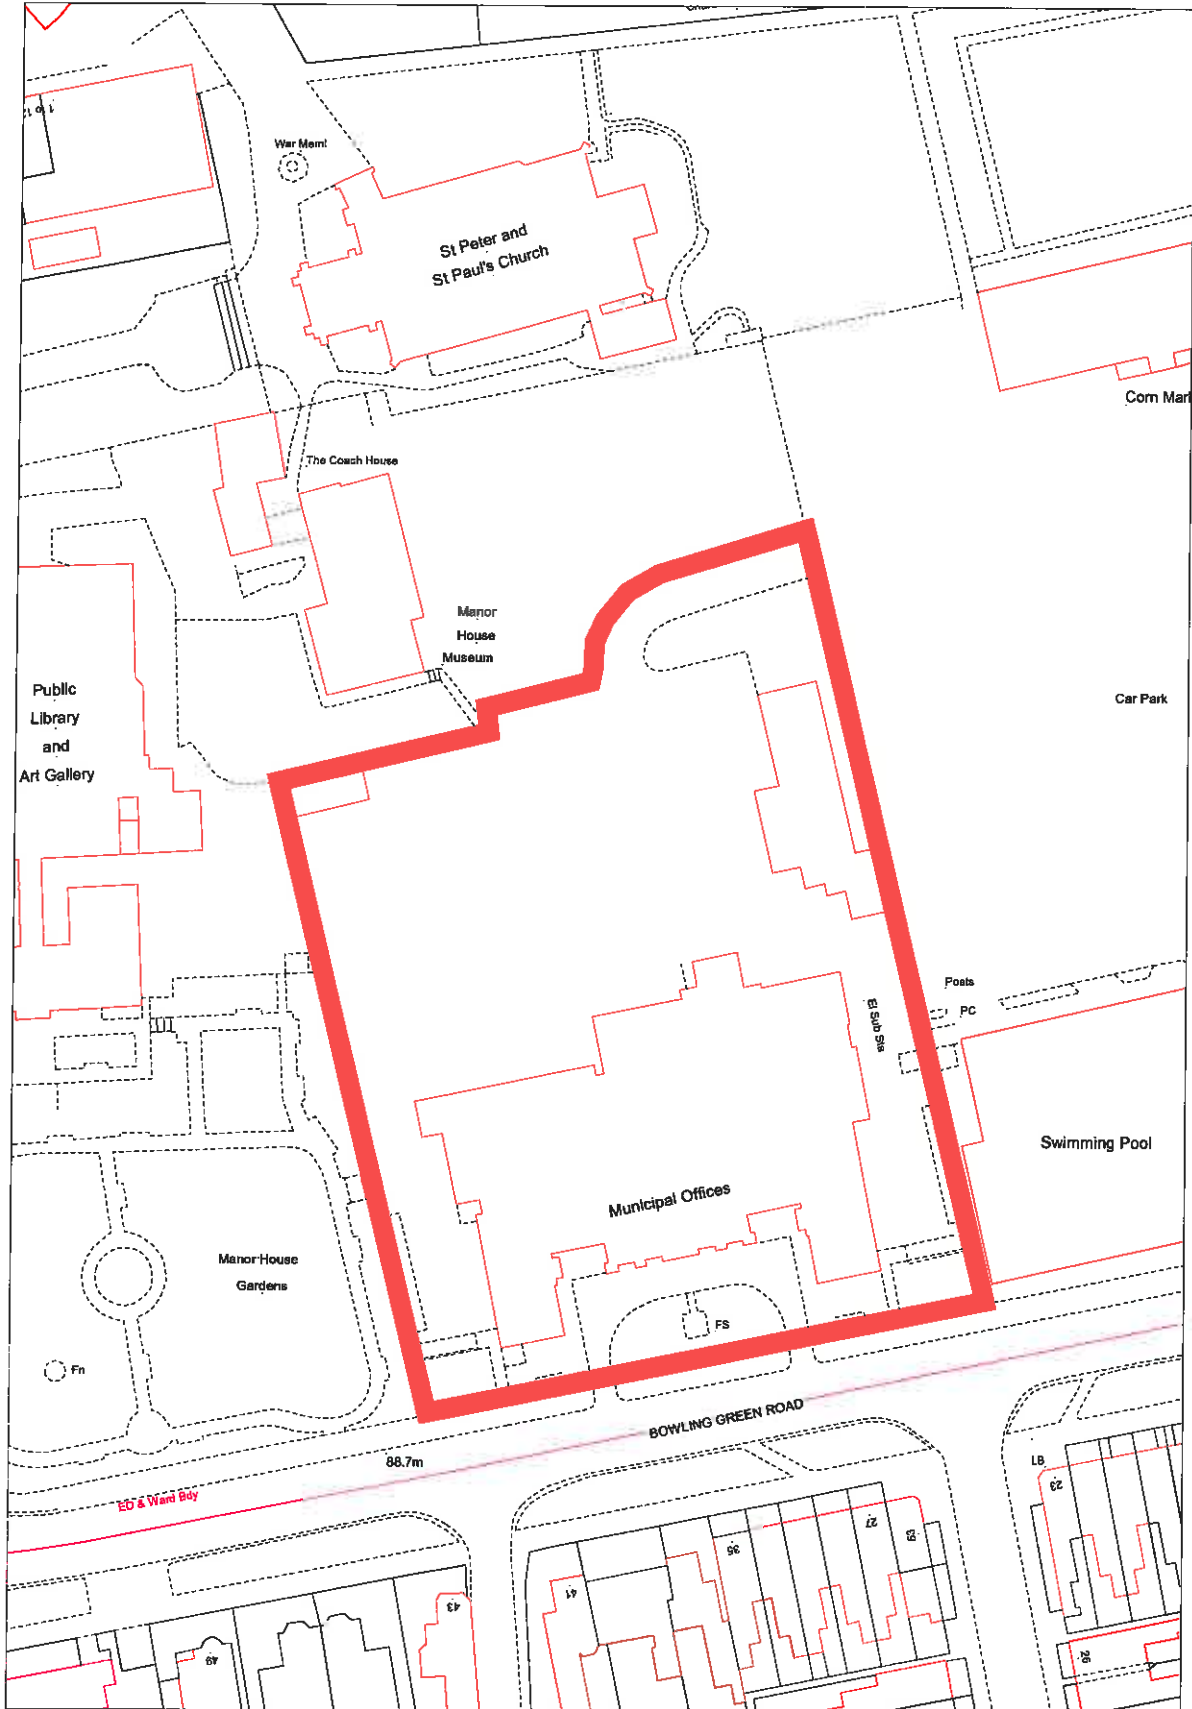 War Meml
St Peter and
St Paul's Church
Corn Mar
The Coach House
Manor
House
Museum
Public
Library
and
Art Gallery
Car Park
Posts
PC
El Sub Sta
Swimming Pool
Municipal Offices
Manor House
Gardens
FS
Fn
BOWLING GREEN ROAD
88.7m
ED & Ward Bdy
LB
23
27
29
35
41
43
49
26